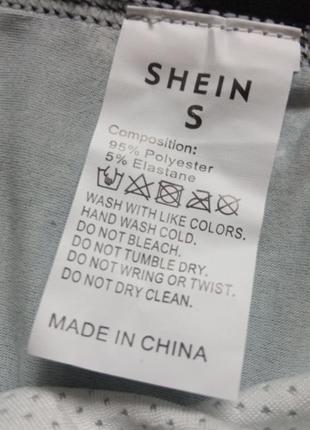 SHEIN
S
Composition:
95% Polyester
5% Elastane
WASH WITH LIKE COLORS.
HAND WASH COLD.
DO NOT BLEACH.
DO NOT TUMBLE DRY.
DO NOT WRING OR TWIST.
DO NOT DRY CLEAN.
MADE IN CHINA